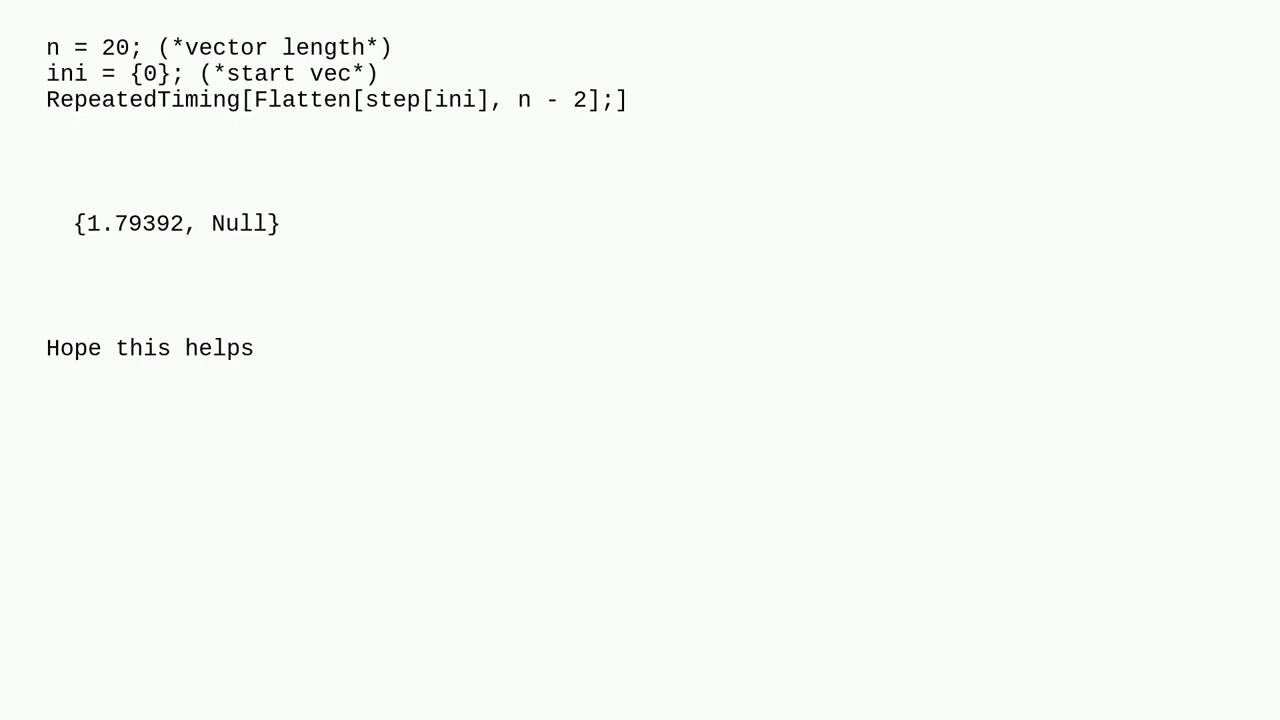 n = 20; (*vector length*)
ini = {0}; (*start vec*)
RepeatedTiming[Flatten[step[ini], n - 2];]
{1.79392, Null}
Hope this helps